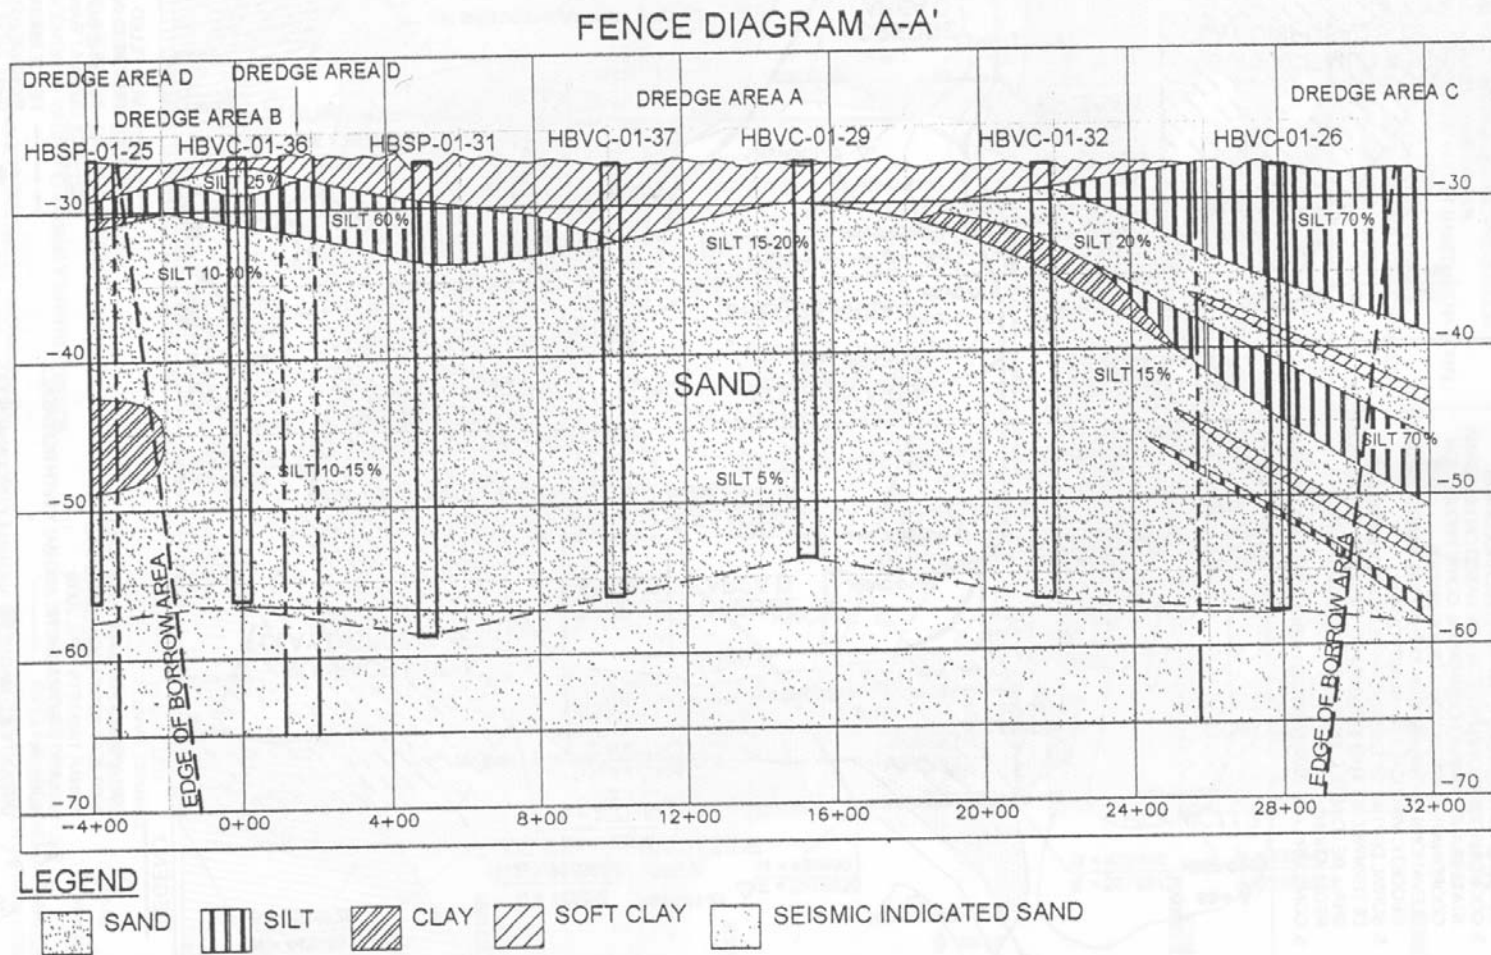 FENCE DIAGRAM A-A'
DREDGE AREA D
DREDGE AREA D
DREDGE AREA A
DREDGE AREA C
DREDGE AREA B
HBSP-01-25
HBVC-01-36
HBSP-01-31
HBVC-01-37
HBVC-01-29
HBVC-01-32
HBVC-01-26
SILT 25%
-30
-30
SILT 60%
SILT 70%
SILT 15-20%
SILT 20%
SILT 10-30%
-40
-40
SILT 15%
SAND
SILT 70%
SILT 10-15%
SILT 5%
-50
-50
EDGE OF BORROW AREA
EDGE OF BORROW AREA
-60
-60
-70
-70
-4+00
0+00
4+00
8+00
12+00
16+00
20+00
24+00
28+00
32+00
LEGEND
SAND
SILT
CLAY
SOFT CLAY
SEISMIC INDICATED SAND